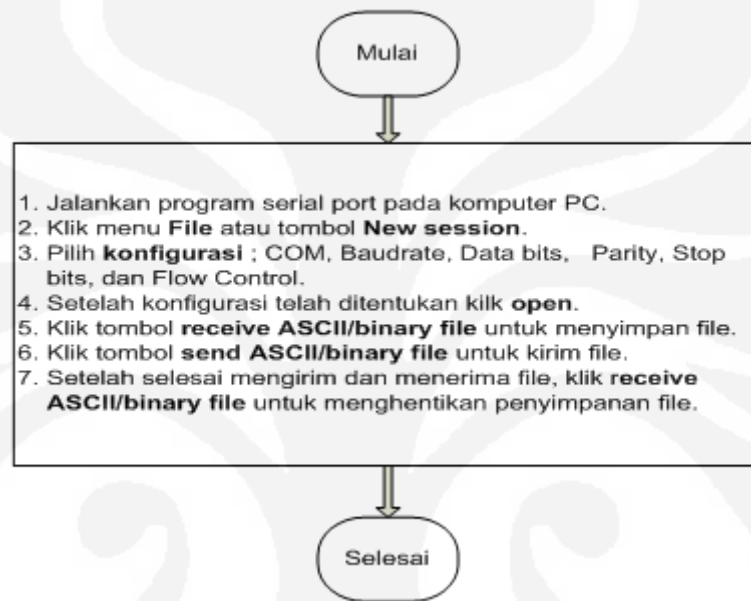 Mulai
1. Jalankan program serial port pada komputer PC.
2. Klik menu File atau tombol New session.
3. Pilih konfigurasi ; COM, Baudrate, Data bits, Parity, Stop
bits, dan Flow Control.
4. Setelah konfigurasi telah ditentukan kilk open.
5. Klik tombol receive ASCII/binary file untuk menyimpan file.
6. Klik tombol send ASCII/binary file untuk kirim file.
7. Setelah selesai mengirim dan menerima file, klik receive
ASCII/binary file untuk menghentikan penyimpanan file.
Selesai